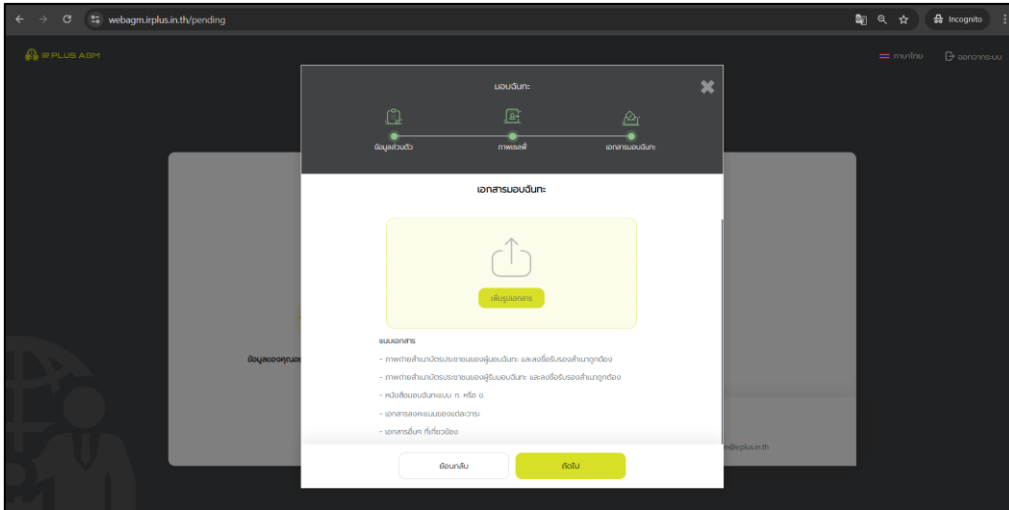 webagm.irplus.in.th/pending
Incognito
IR PLUS AGM
ภาษาไทย
ออกจากระบบ
มอบฉันทะ
ข้อมูลส่วนตัว
ภาพเซลฟี่
เอกสารมอบฉันทะ
เอกสารมอบฉันทะ
เพิ่มรูปเอกสาร
แนบเอกสาร
- ภาพถ่ายสำเนาบัตรประชาชนของผู้มอบฉันทะ และลงชื่อรับรองสำเนาถูกต้อง
- ภาพถ่ายสำเนาบัตรประชาชนของผู้รับมอบฉันทะ และลงชื่อรับรองสำเนาถูกต้อง
- หนังสือมอบฉันทะแบบ ก. หรือ ข.
- เอกสารลงคะแนนของแต่ละวาระ
- เอกสารอื่นๆ ที่เกี่ยวข้อง
ข้อมูลของคุณอ
@irplus.in.th
ย้อนกลับ
ถัดไป